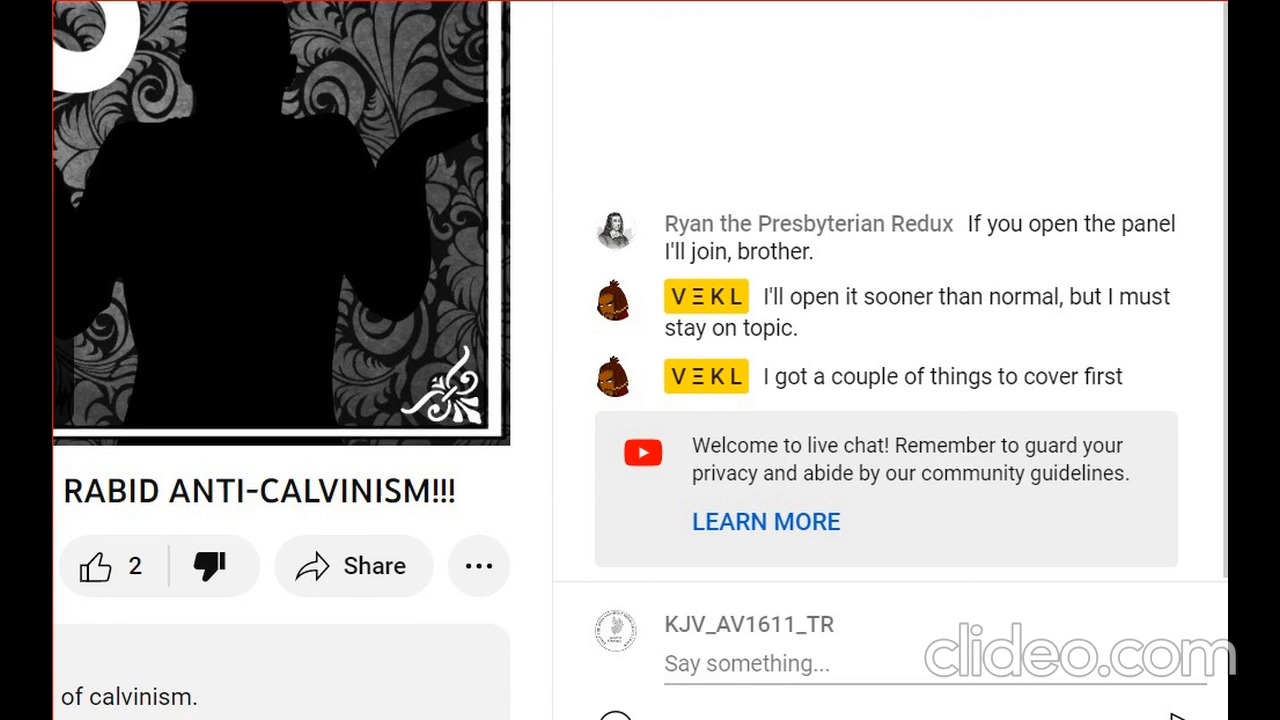 Ryan the Presbyterian Redux If you open the panel
I'll join, brother.
V Ξ K L I'll open it sooner than normal, but I must
stay on topic.
V Ξ K L I got a couple of things to cover first
Welcome to live chat! Remember to guard your
privacy and abide by our community guidelines.
LEARN MORE
RABID ANTI-CALVINISM!!!
2 Share
of calvinism.
KJV_AV1611_TR
Say something...
clideo.com